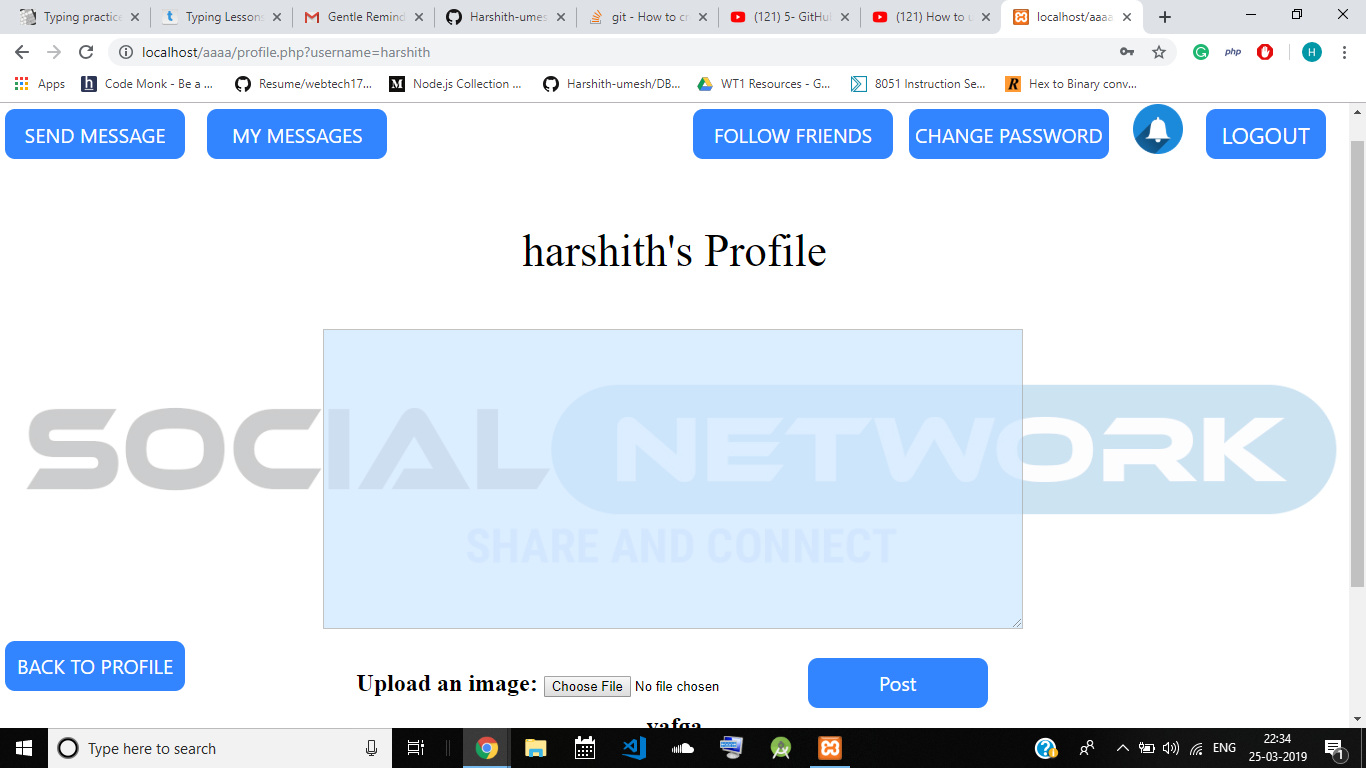 Typing practice Typing Lessons Gentle Remind Harshith-umes git - How to cr (121) 5- GitHu (121) How to u localhost/aaaa
localhost/aaaa/profile.php?username=harshith php H
Apps h Code Monk - Be a ... Resume/webtech17... M Node.js Collection ... Harshith-umesh/DB... WT1 Resources - G... 8051 Instruction Se... R Hex to Binary conv...
SEND MESSAGE MY MESSAGES FOLLOW FRIENDS CHANGE PASSWORD LOGOUT
harshith's Profile
SOCIAL NETWORK
SHARE AND CONNECT
BACK TO PROFILE
Upload an image: Choose File No file chosen Post
Type here to search ENG 22:34
25-03-2019 1